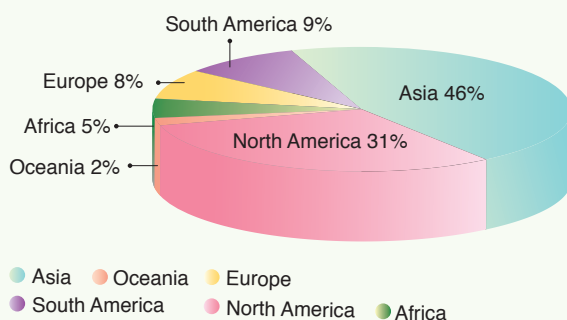 South America 9%
Europe 8%
Asia 46%
Africa 5%
North America 31%
Oceania 2%
Asia
Oceania
Europe
South America
North America
Africa